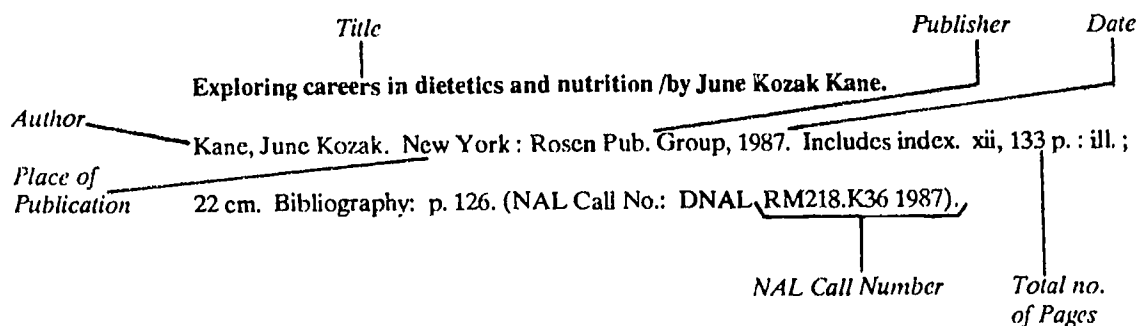 Title Publisher Date
Exploring careers in dietetics and nutrition /by June Kozak Kane.
Author
Kane, June Kozak. New York : Rosen Pub. Group, 1987. Includes index. xii, 133 p. : ill. ;
Place of
Publication
22 cm. Bibliography: p. 126. (NAL Call No.: DNAL RM218.K36 1987).
NAL Call Number Total no.
of Pages